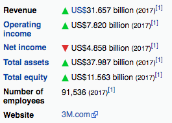 Revenue ▲ US$31.657 billion (2017)[1]
Operating income ▲ US$7.820 billion (2017)[1]
Net income ▼ US$4.858 billion (2017)[1]
Total assets ▲ US$37.987 billion (2017)[1]
Total equity ▲ US$11.563 billion (2017)[1]
Number of employees 91,536 (2017)[1]
Website 3M.com